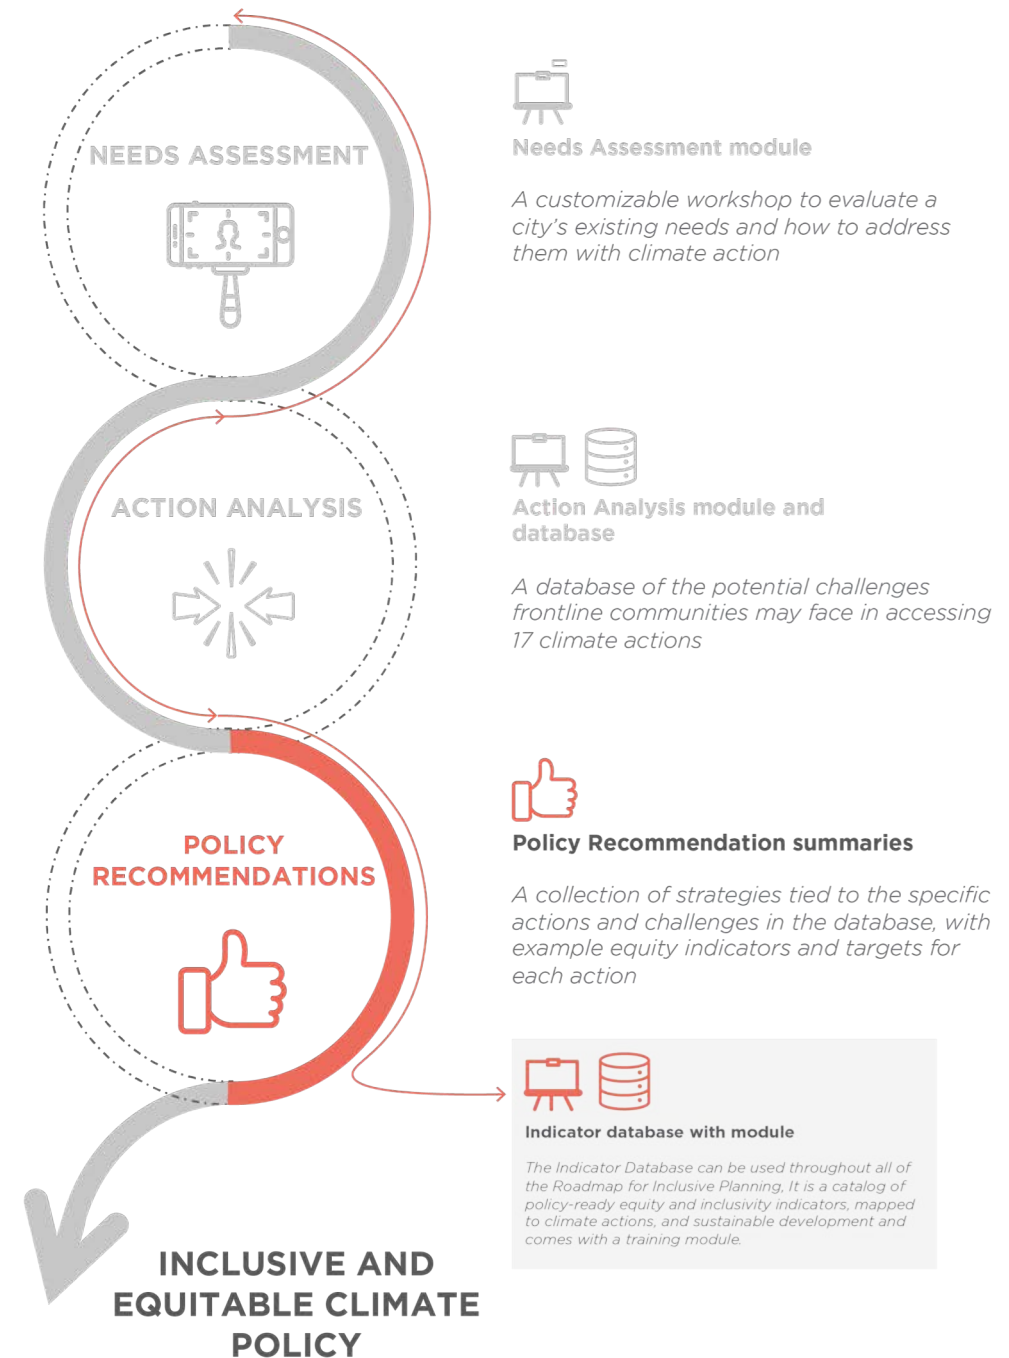 NEEDS ASSESSMENT
Needs Assessment module
A customizable workshop to evaluate a
city's existing needs and how to address
them with climate action
ACTION ANALYSIS
Action Analysis module and
database
A database of the potential challenges
frontline communities may face in accessing
17 climate actions
POLICY
RECOMMENDATIONS
Policy Recommendation summaries
A collection of strategies tied to the specific
actions and challenges in the database, with
example equity indicators and targets for
each action
Indicator database with module
The Indicator Database can be used throughout all of
the Roadmap for Inclusive Planning, It is a catalog of
policy-ready equity and inclusivity indicators, mapped
to climate actions, and sustainable development and
comes with a training module.
INCLUSIVE AND
EQUITABLE CLIMATE
POLICY